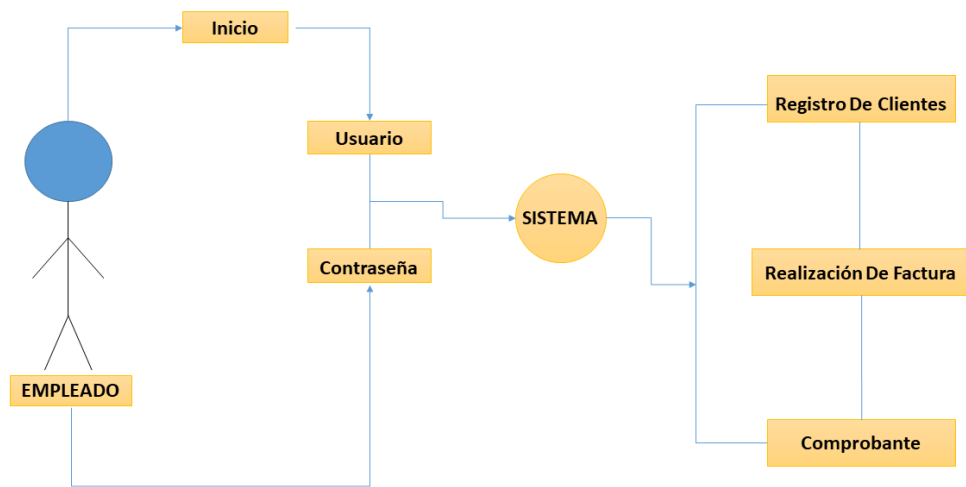 Inicio
Usuario
Contraseña
EMPLEADO
SISTEMA
Registro De Clientes
Realización De Factura
Comprobante